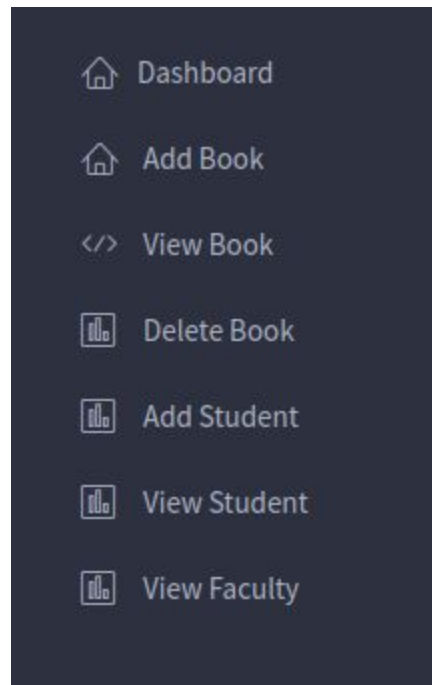 Dashboard
Add Book
View Book
Delete Book
Add Student
View Student
View Faculty